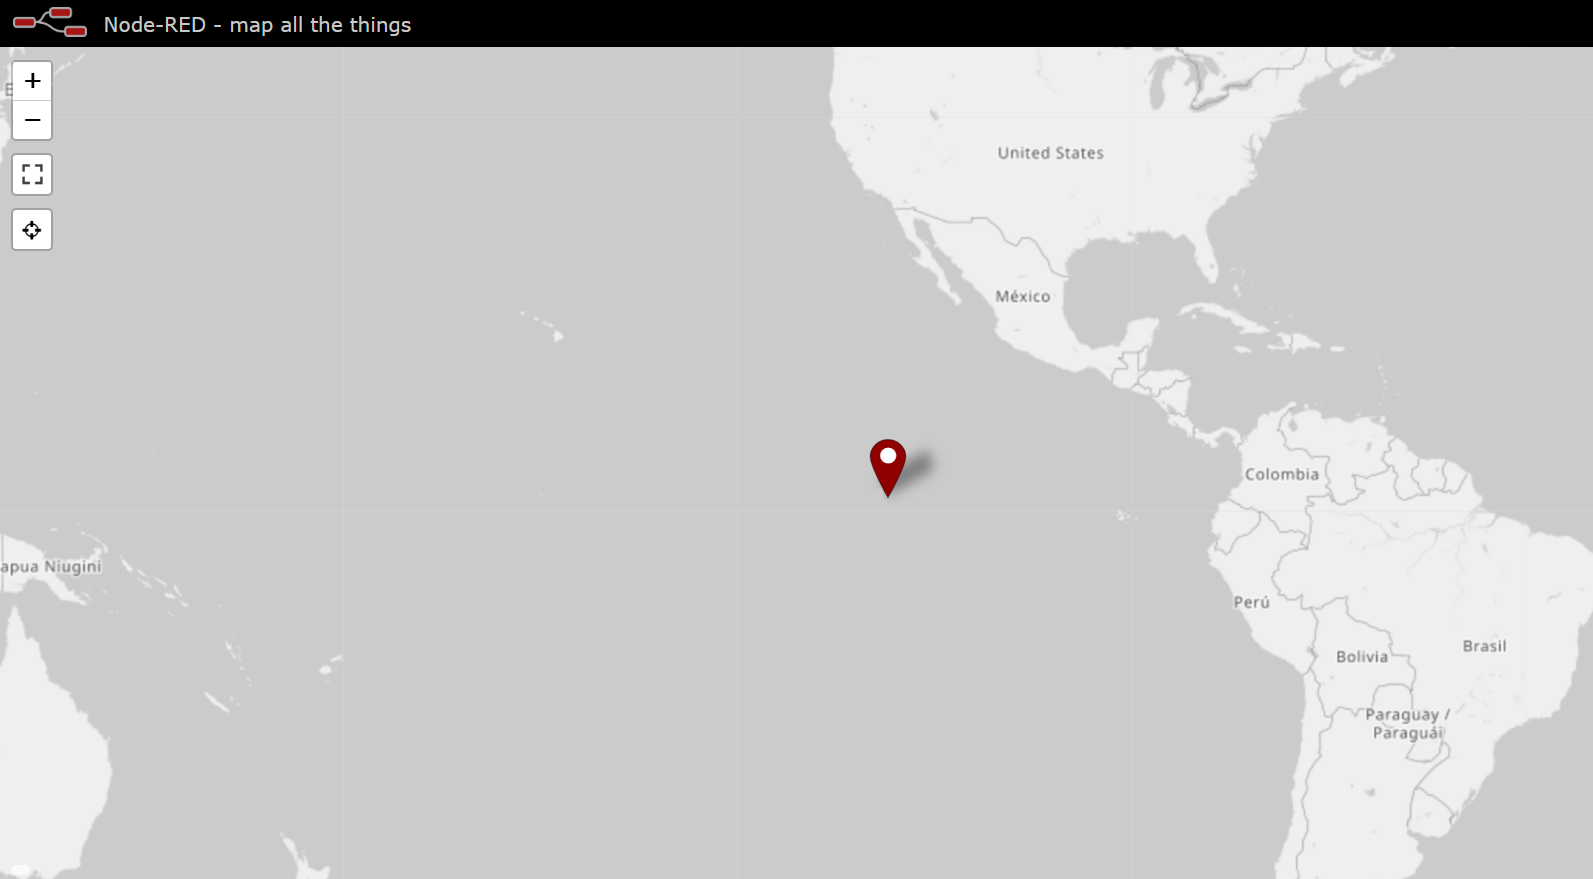 Node-RED - map all the things
+
−
United States
México
Colombia
apua Niugini
Perú
Brasil
Bolivia
Paraguay /
Paraguái